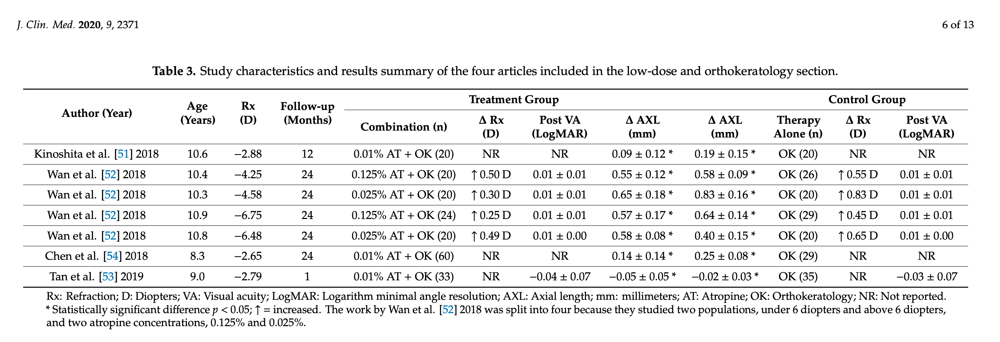 J. Clin. Med. 2020, 9, 2371 6 of 13
Table 3. Study characteristics and results summary of the four articles included in the low-dose and orthokeratology section.
Author (Year) Age (Years) Rx (D) Follow-up (Months) Treatment Group Control Group
Combination (n) Δ Rx (D) Post VA (LogMAR) Δ AXL (mm) Δ AXL (mm) Therapy Alone (n) Δ Rx (D) Post VA (LogMAR)
Kinoshita et al. [51] 2018 10.6 −2.88 12 0.01% AT + OK (20) NR NR 0.09 ± 0.12 * 0.19 ± 0.15 * OK (20) NR NR
Wan et al. [52] 2018 10.4 −4.25 24 0.125% AT + OK (20) ↑ 0.50 D 0.01 ± 0.01 0.55 ± 0.12 * 0.58 ± 0.09 * OK (26) ↑ 0.55 D 0.01 ± 0.01
Wan et al. [52] 2018 10.3 −4.58 24 0.025% AT + OK (20) ↑ 0.30 D 0.01 ± 0.01 0.65 ± 0.18 * 0.83 ± 0.16 * OK (20) ↑ 0.83 D 0.01 ± 0.01
Wan et al. [52] 2018 10.9 −6.75 24 0.125% AT + OK (24) ↑ 0.25 D 0.01 ± 0.01 0.57 ± 0.17 * 0.64 ± 0.14 * OK (29) ↑ 0.45 D 0.01 ± 0.01
Wan et al. [52] 2018 10.8 −6.48 24 0.025% AT + OK (20) ↑ 0.49 D 0.01 ± 0.00 0.58 ± 0.08 * 0.40 ± 0.15 * OK (20) ↑ 0.65 D 0.01 ± 0.00
Chen et al. [54] 2018 8.3 −2.65 24 0.01% AT + OK (60) NR NR 0.14 ± 0.14 * 0.25 ± 0.08 * OK (29) NR NR
Tan et al. [53] 2019 9.0 −2.79 1 0.01% AT + OK (33) NR −0.04 ± 0.07 −0.05 ± 0.05 * −0.02 ± 0.03 * OK (35) NR −0.03 ± 0.07
Rx: Refraction; D: Diopters; VA: Visual acuity; LogMAR: Logarithm minimal angle resolution; AXL: Axial length; mm: millimeters; AT: Atropine; OK: Orthokeratology; NR: Not reported.
* Statistically significant difference p < 0.05; ↑ = increased. The work by Wan et al. [52] 2018 was split into four because they studied two populations, under 6 diopters and above 6 diopters,
and two atropine concentrations, 0.125% and 0.025%.